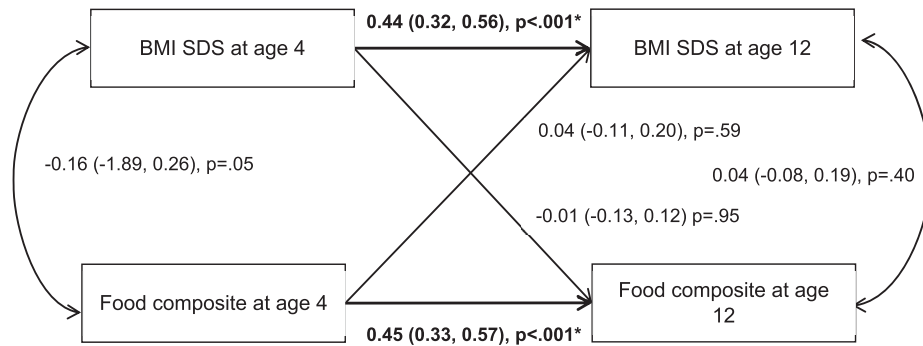 0.44 (0.32, 0.56), p<.001*
BMI SDS at age 4
BMI SDS at age 12
0.04 (-0.11, 0.20), p=.59
-0.16 (-1.89, 0.26), p=.05
0.04 (-0.08, 0.19), p=.40
-0.01 (-0.13, 0.12) p=.95
Food composite at age 4
Food composite at age
12
0.45 (0.33, 0.57), p<.001*